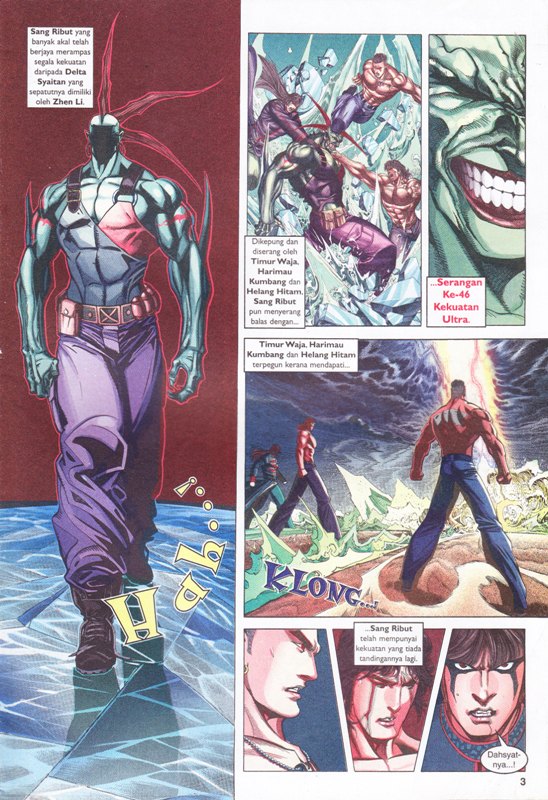 Sang Ribut yang
banyak akal telah
berjaya merampas
segala kekuatan
daripada Delta
Syaitan yang
sepatutnya dimiliki
oleh Zhen Li.
Hah...!
Dikepung dan
diserang oleh
Timur Waja,
Harimau
Kumbang dan
Helang Hitam,
Sang Ribut
pun menyerang
balas dengan...
...Serangan
Ke-46
Kekuatan
Ultra.
Timur Waja, Harimau
Kumbang dan Helang Hitam
terpegun kerana mendapati...
KLONG...!
...Sang Ribut
telah mempunyai
kekuatan yang tiada
tandingannya lagi.
Dahsyat-
nya...!
3